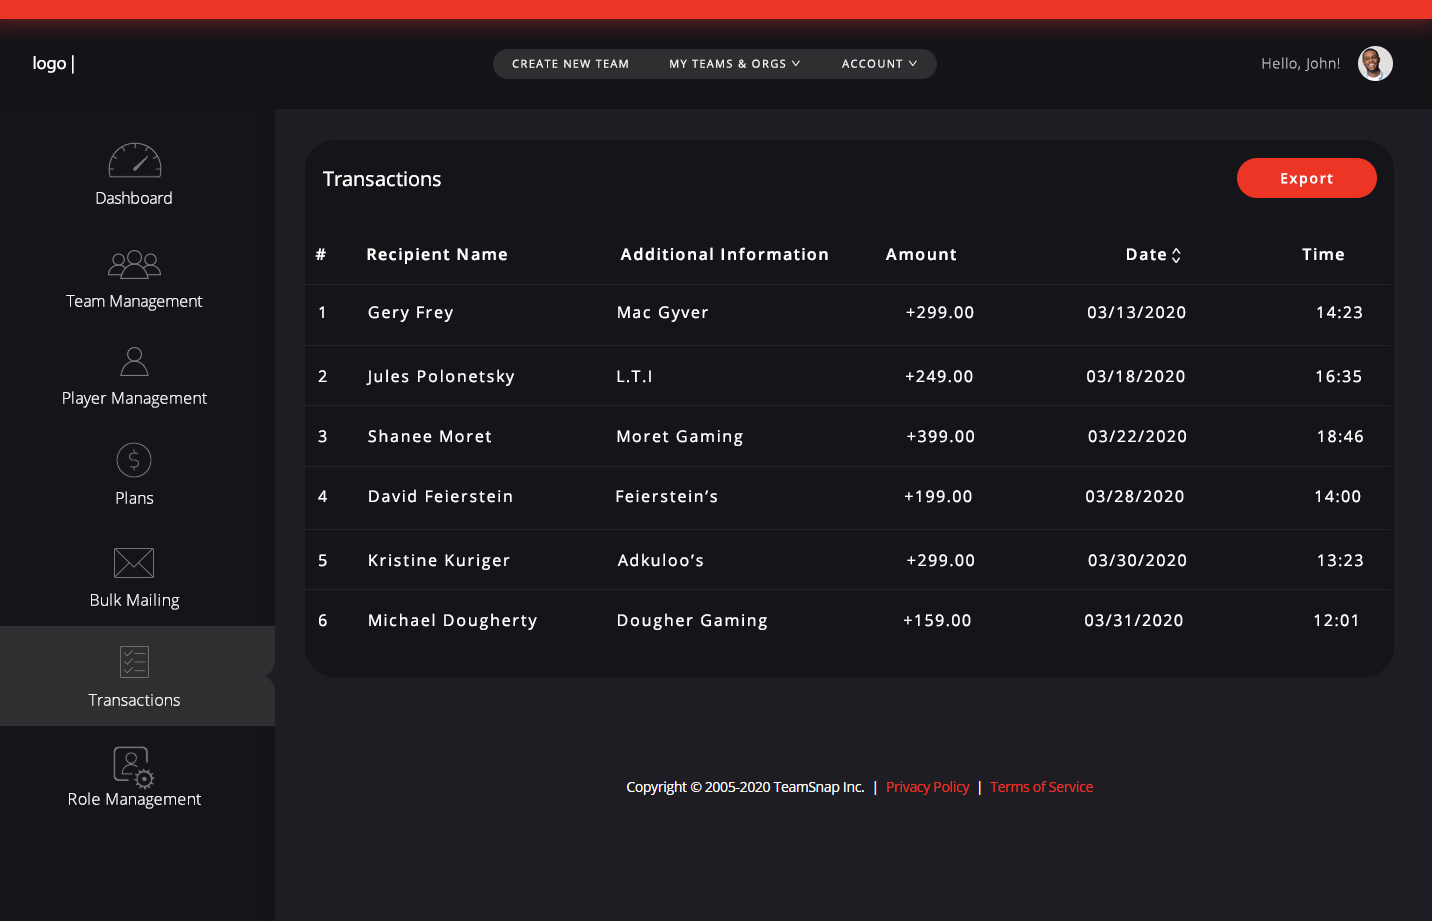 logo |
CREATE NEW TEAM MY TEAMS & ORGS ACCOUNT
Hello, John!
Dashboard
Team Management
Player Management
Plans
Bulk Mailing
Transactions
Role Management
Transactions
Export
# Recipient Name Additional Information Amount Date Time
1 Gery Frey Mac Gyver +299.00 03/13/2020 14:23
2 Jules Polonetsky L.T.I +249.00 03/18/2020 16:35
3 Shanee Moret Moret Gaming +399.00 03/22/2020 18:46
4 David Feierstein Feierstein’s +199.00 03/28/2020 14:00
5 Kristine Kuriger Adkuloo’s +299.00 03/30/2020 13:23
6 Michael Dougherty Dougher Gaming +159.00 03/31/2020 12:01
Copyright © 2005-2020 TeamSnap Inc. | Privacy Policy | Terms of Service